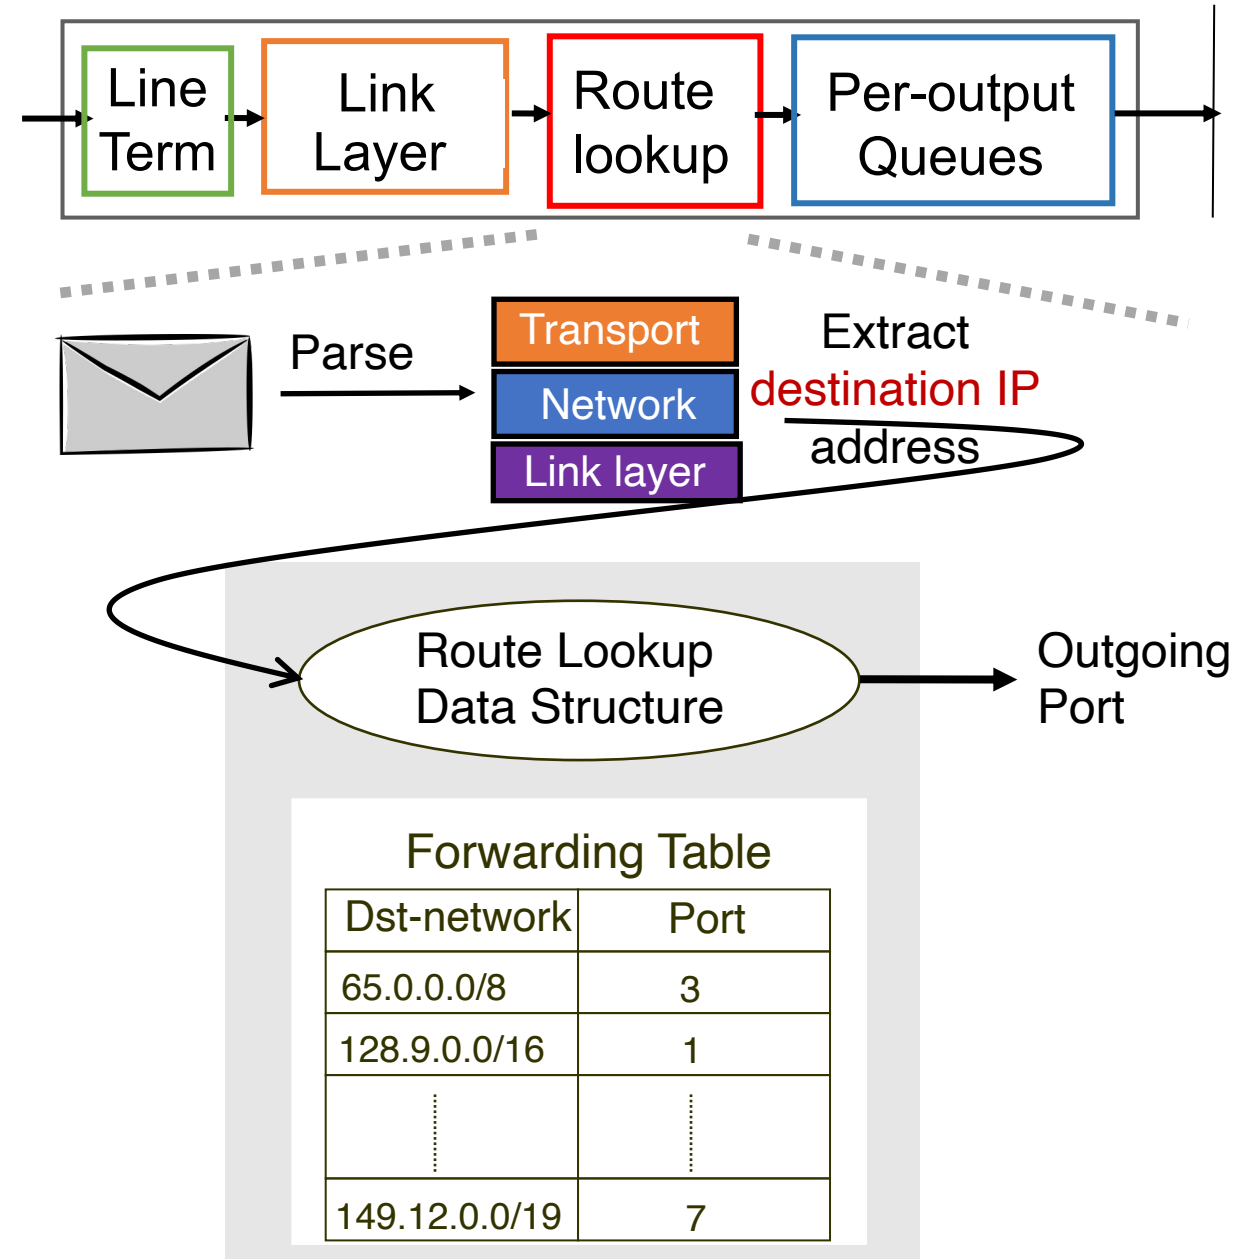 Line
Term
Link
Layer
Route
lookup
Per-output
Queues
Parse
Transport
Network
Link layer
Extract
destination IP
address
Route Lookup
Data Structure
Outgoing
Port
Forwarding Table
Dst-network Port
65.0.0.0/8 3
128.9.0.0/16 1
149.12.0.0/19 7